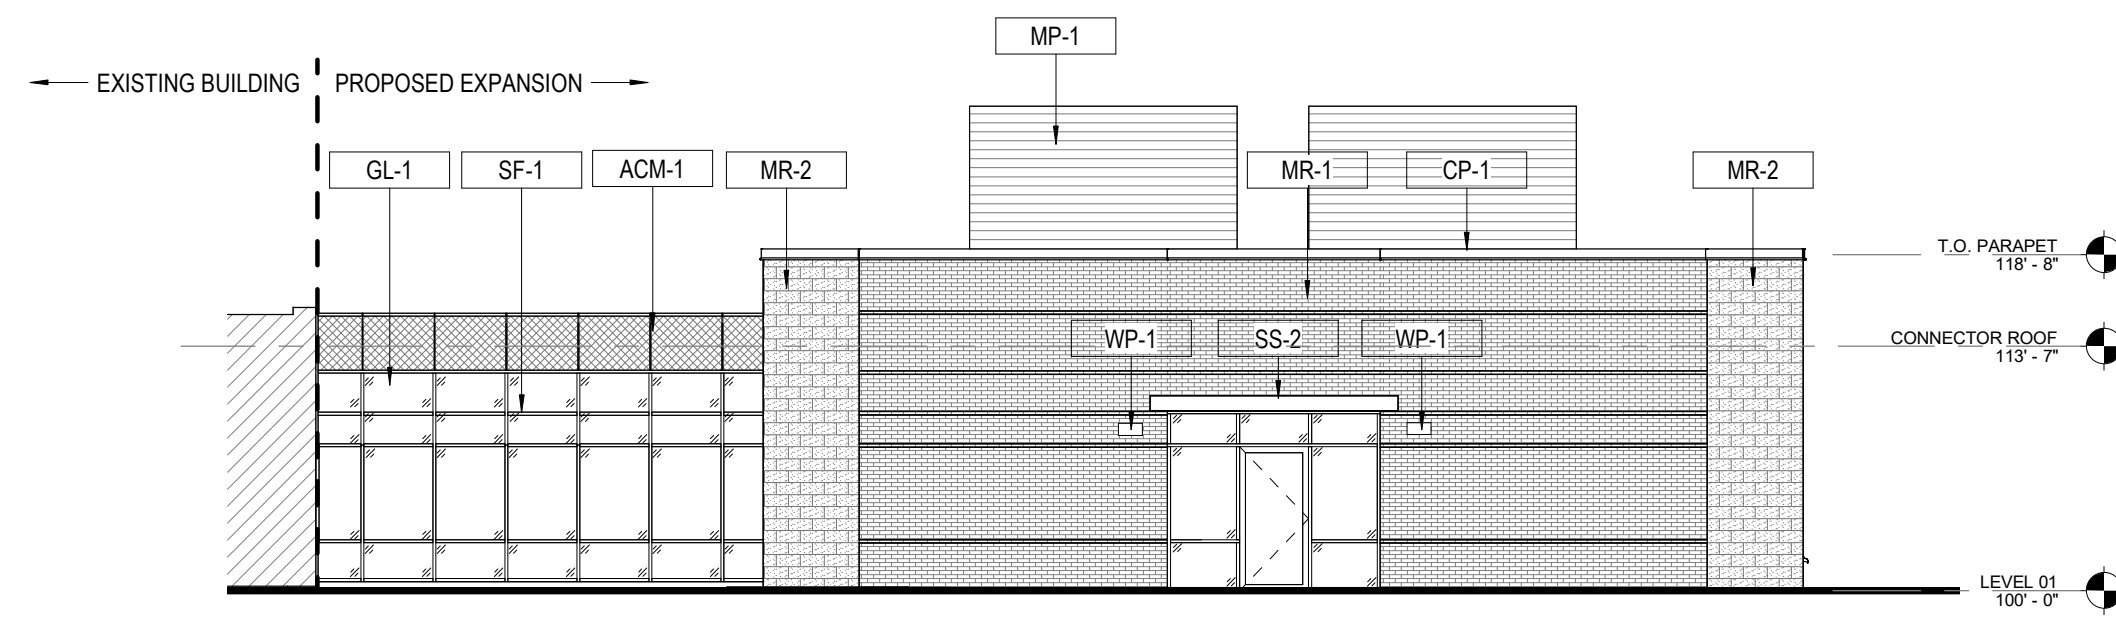 MP-1
EXISTING BUILDING
PROPOSED EXPANSION
GL-1
SF-1
ACM-1
MR-2
MR-1
CP-1
MR-2
T.O. PARAPET
118' - 8"
WP-1
SS-2
WP-1
CONNECTOR ROOF
113' - 7"
LEVEL 01
100' - 0"